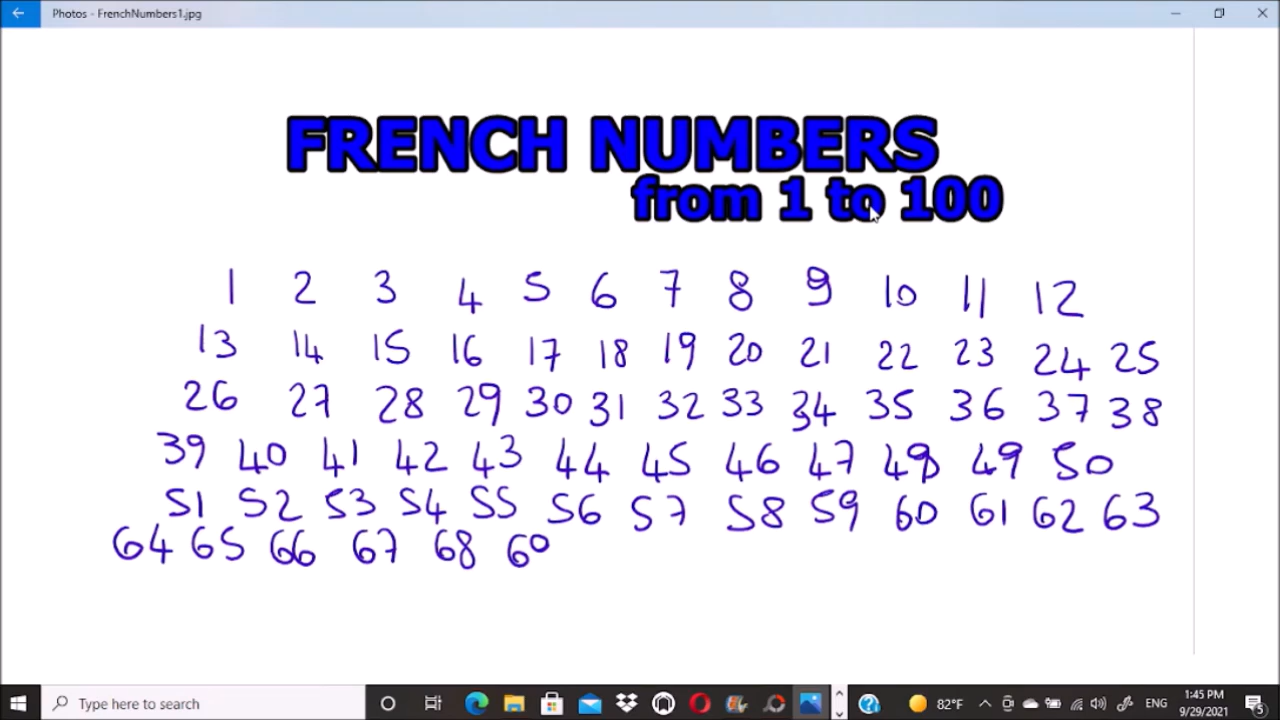 Photos - FrenchNumbers1.jpg
FRENCH NUMBERS
from 1 to 100
1 2 3 4 5 6 7 8 9 10 11 12
13 14 15 16 17 18 19 20 21 22 23 24 25
26 27 28 29 30 31 32 33 34 35 36 37 38
39 40 41 42 43 44 45 46 47 48 49 50
51 52 53 54 55 56 57 58 59 60 61 62 63
64 65 66 67 68
Type here to search
82°F
ENG
1:45 PM
9/29/2021
5